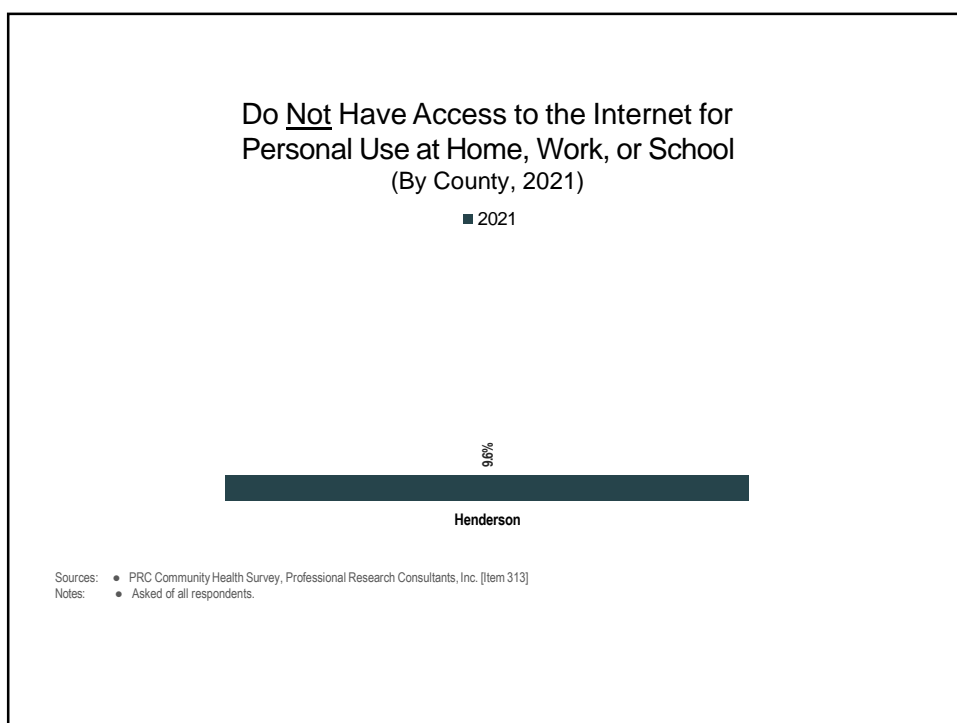 Do Not Have Access to the Internet for
Personal Use at Home, Work, or School
(By County, 2021)
2021
9.6%
Henderson
Sources: ● PRC Community Health Survey, Professional Research Consultants, Inc. [Item 313]
Notes: ● Asked of all respondents.